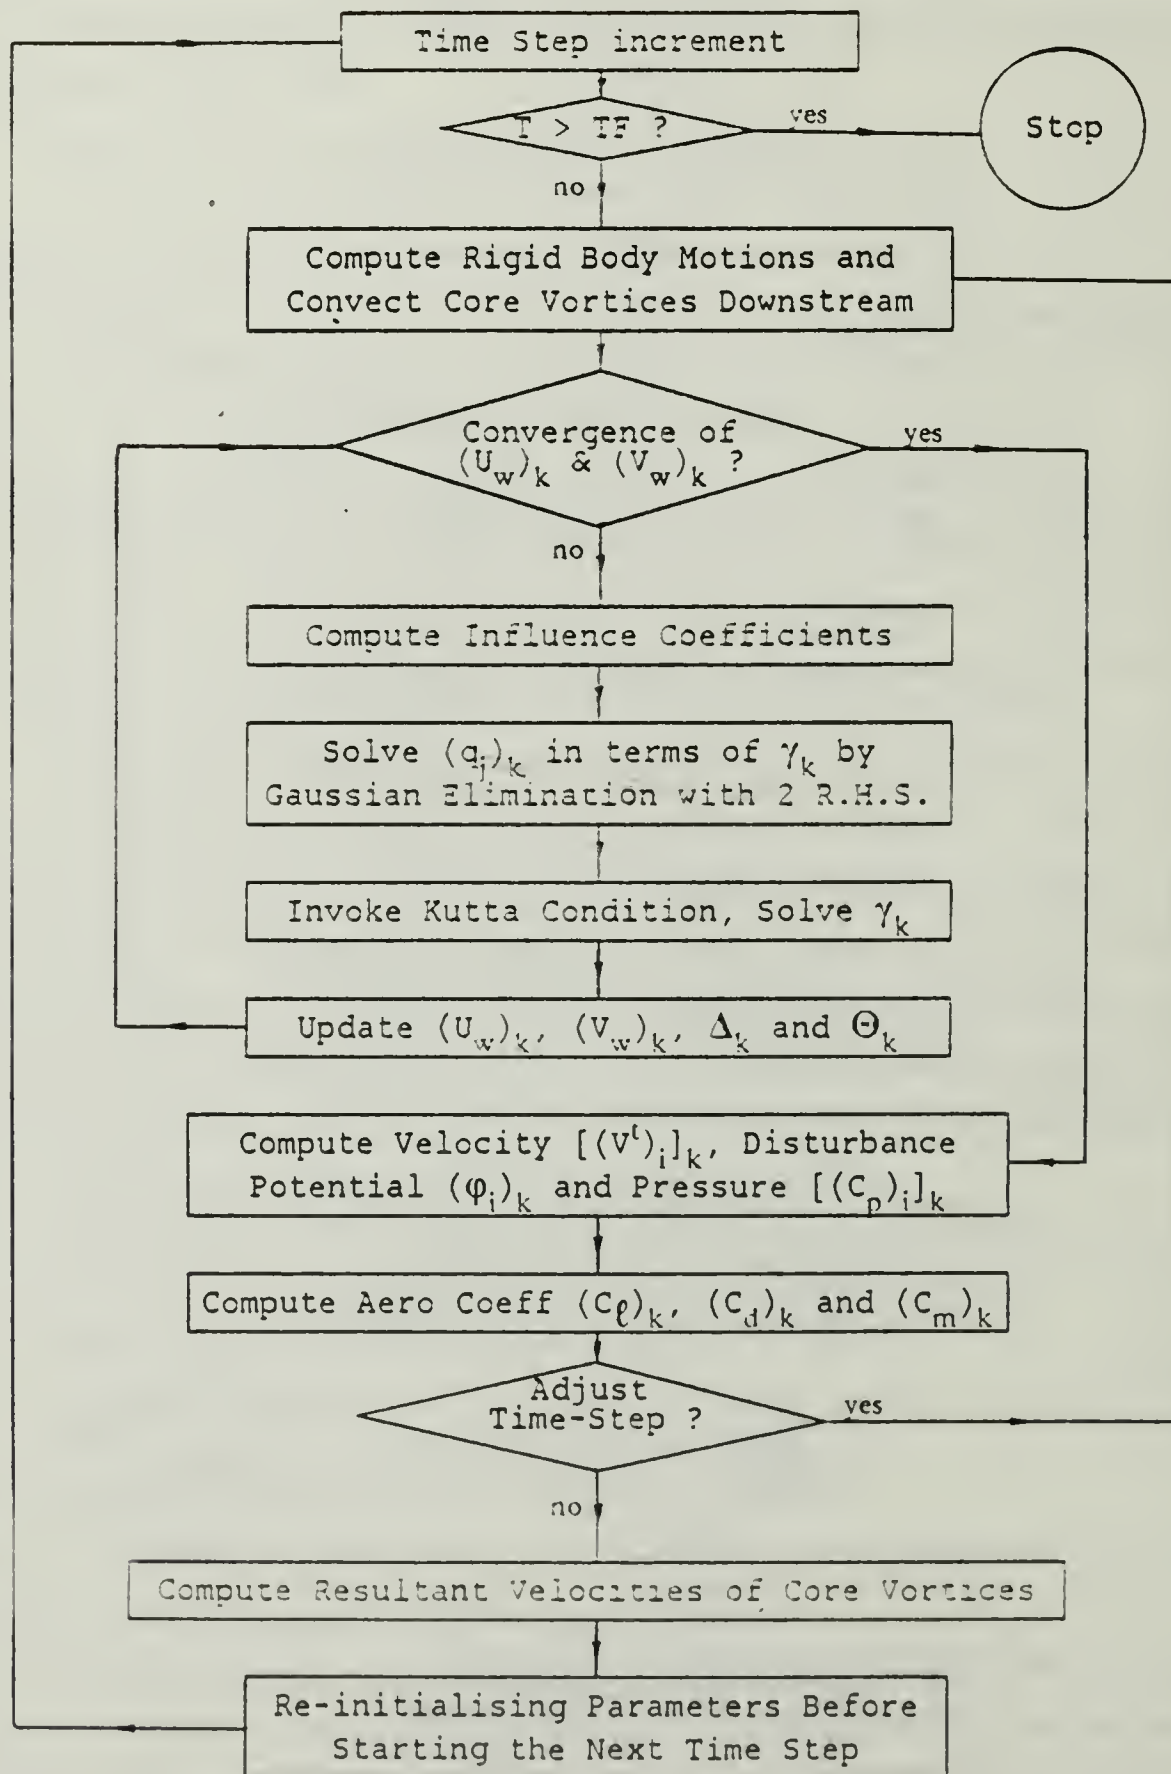 Time Step increment
T > TF ?
yes
Stop
no
Compute Rigid Body Motions and
Convect Core Vortices Downstream
Convergence of
(U_w)_k & (V_w)_k ?
yes
no
Compute Influence Coefficients
Solve (q_j)_k in terms of γ_k by
Gaussian Elimination with 2 R.H.S.
Invoke Kutta Condition, Solve γ_k
Update (U_w)_k, (V_w)_k, Δ_k and Θ_k
Compute Velocity [(V^t)_i]_k, Disturbance
Potential (φ_i)_k and Pressure [(C_p)_i]_k
Compute Aero Coeff (C_ℓ)_k, (C_d)_k and (C_m)_k
Adjust
Time-Step ?
yes
no
Compute Resultant Velocities of Core Vortices
Re-initialising Parameters Before
Starting the Next Time Step